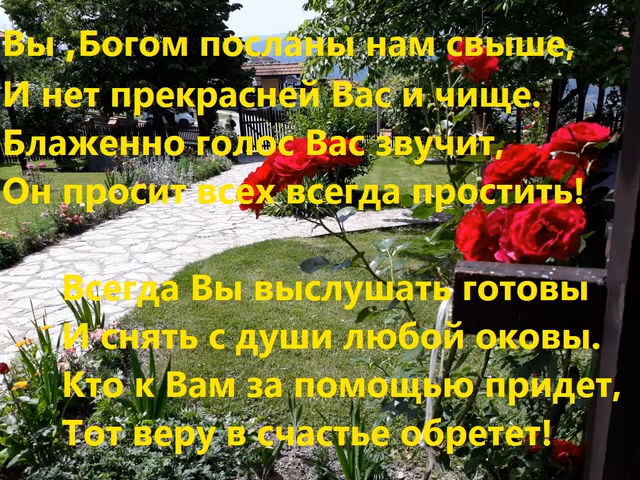 Вы ,Богом посланы нам свыше,
И нет прекрасней Вас и чище.
Блаженно голос Вас звучит,
Он просит всех всегда простить!
Всегда Вы выслушать готовы
И снять с души любой оковы.
Кто к Вам за помощью придет,
Тот веру в счастье обретет!